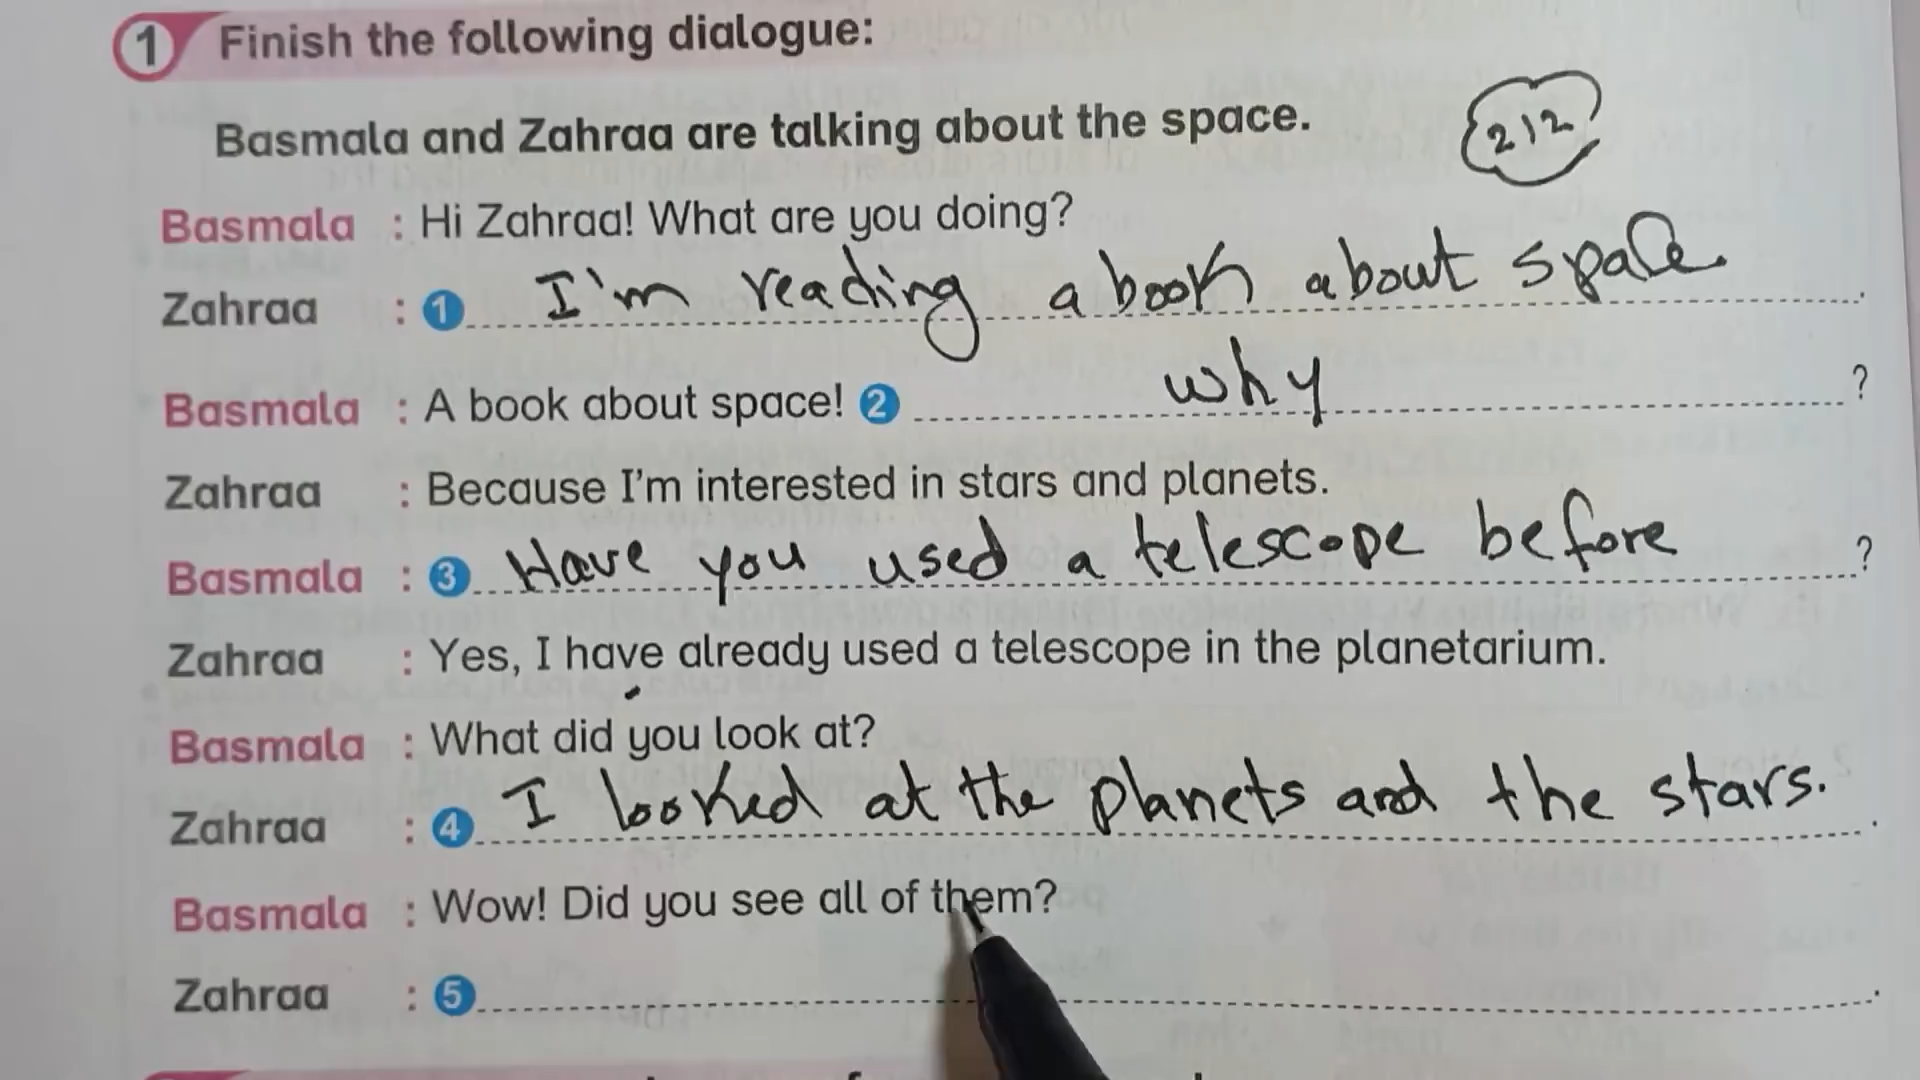 1 Finish the following dialogue:
Basmala and Zahraa are talking about the space.
212
Basmala : Hi Zahraa! What are you doing?
Zahraa : 1 I'm reading a book about space.
Basmala : A book about space! 2 why ?
Zahraa : Because I'm interested in stars and planets.
Basmala : 3 Have you used a telescope before ?
Zahraa : Yes, I have already used a telescope in the planetarium.
Basmala : What did you look at?
Zahraa : 4 I looked at the planets and the stars.
Basmala : Wow! Did you see all of them?
Zahraa : 5